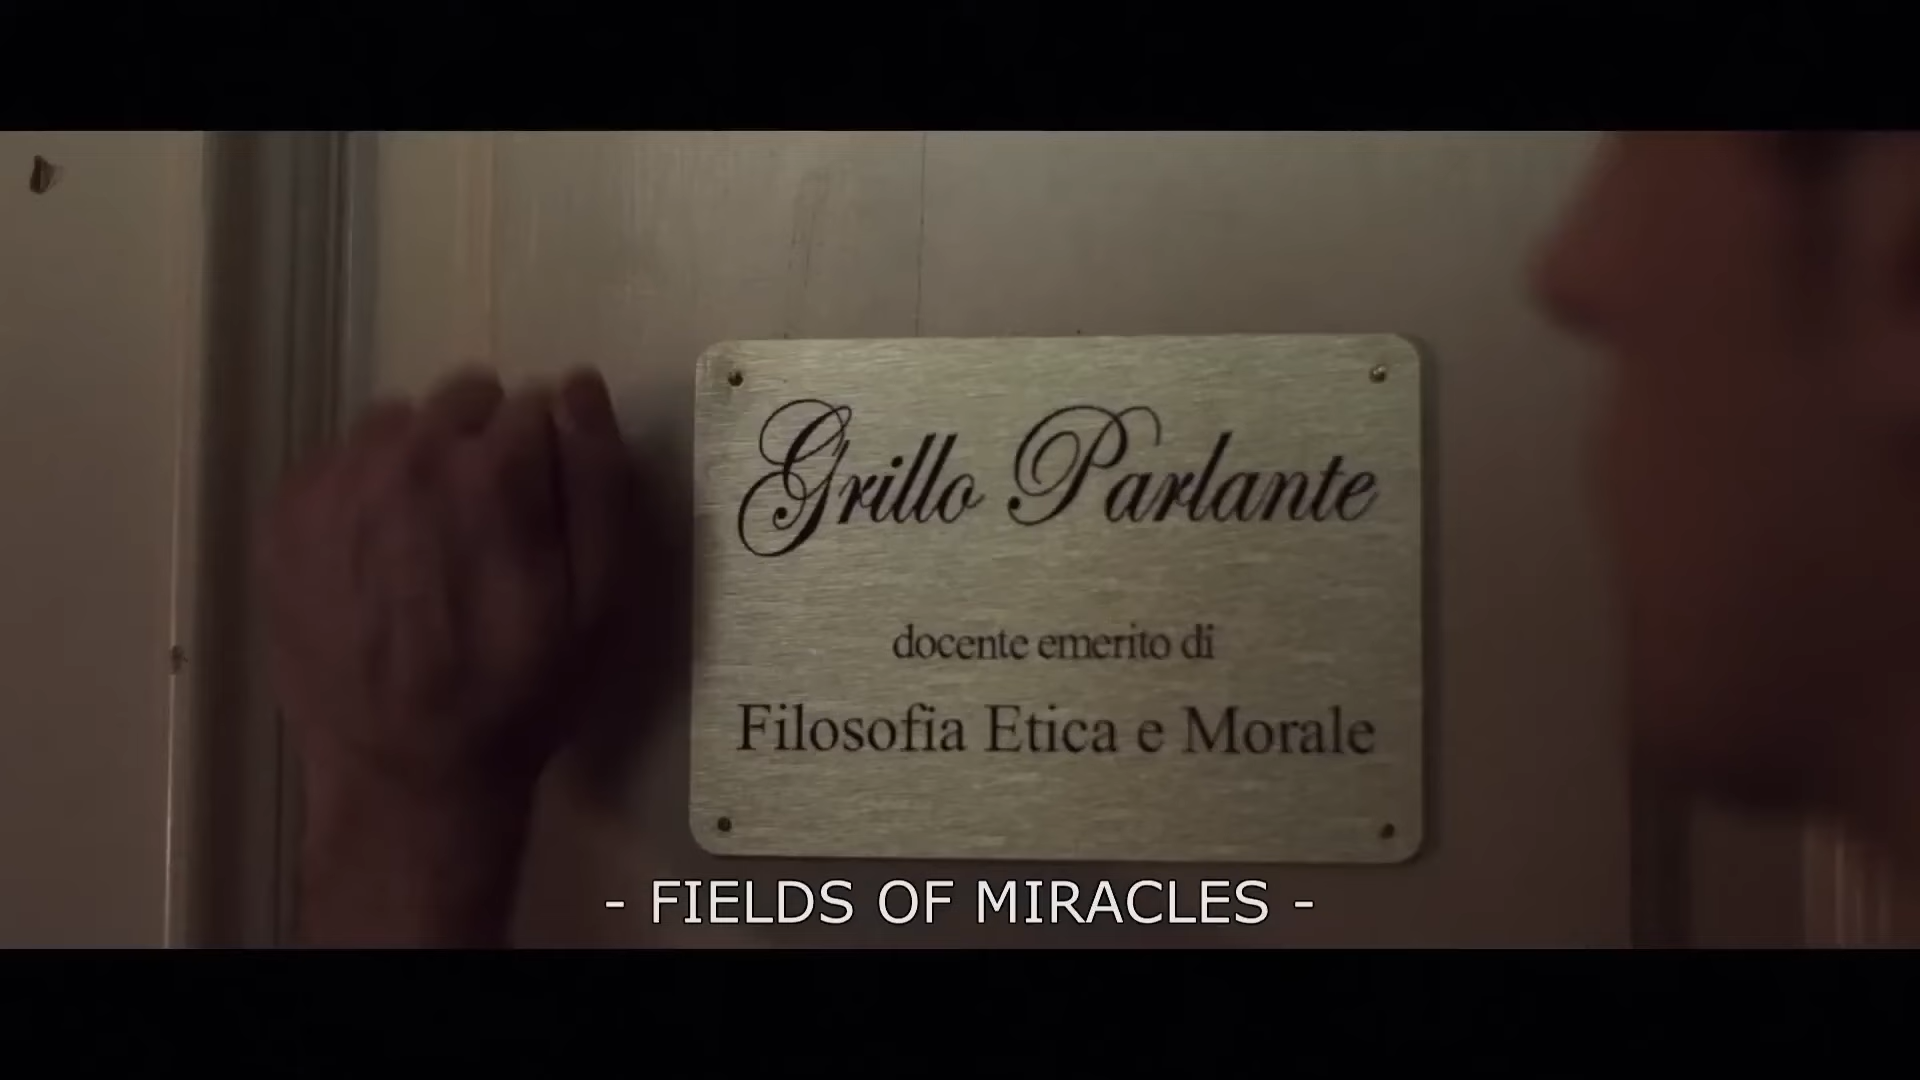 Grillo Parlante
docente emerito di
Filosofia Etica e Morale
- FIELDS OF MIRACLES -